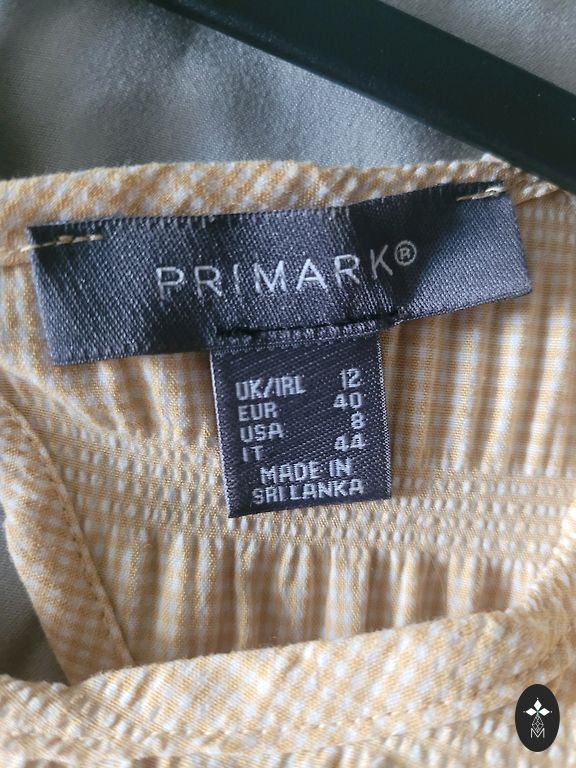 PRIMARK®
UK/IRL 12
EUR 40
USA 8
IT 44
MADE IN
SRI LANKA
M